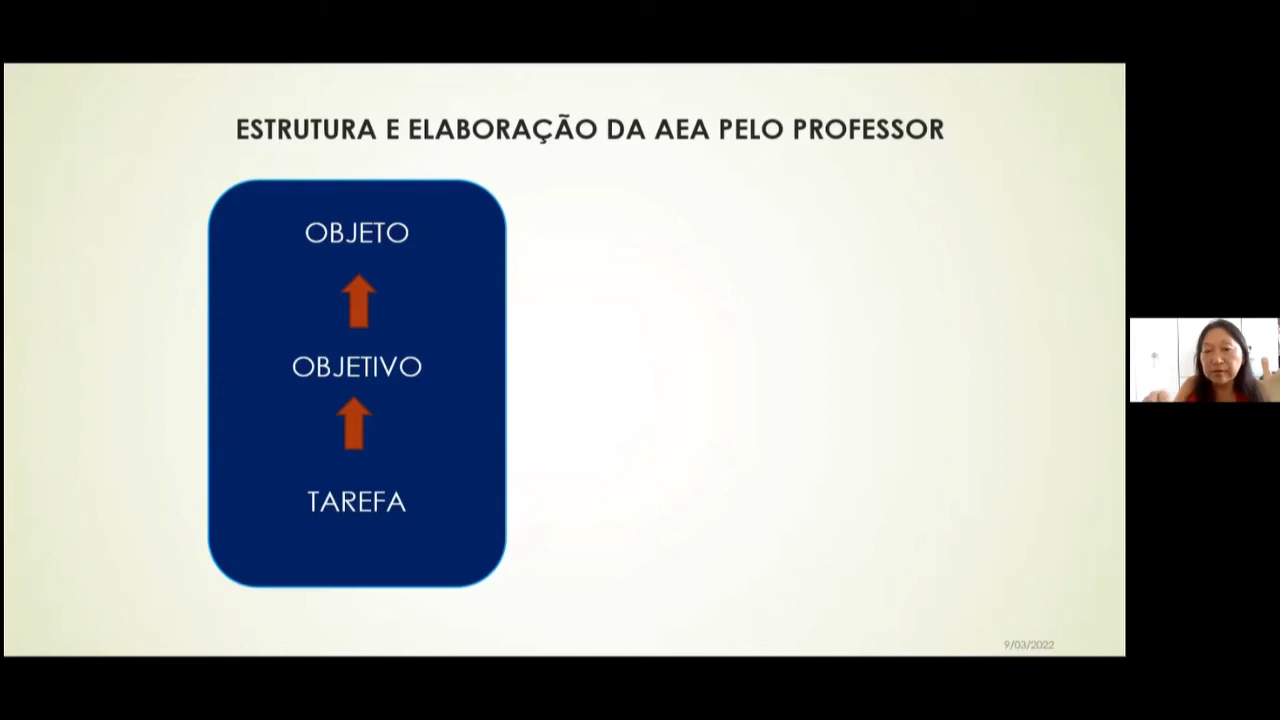 ESTRUTURA E ELABORAÇÃO DA AEA PELO PROFESSOR
OBJETO
OBJETIVO
TAREFA
9/03/2022